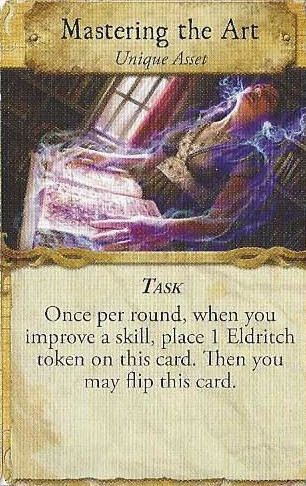 Mastering the Art
Unique Asset
TASK
Once per round, when you
improve a skill, place 1 Eldritch
token on this card. Then you
may flip this card.